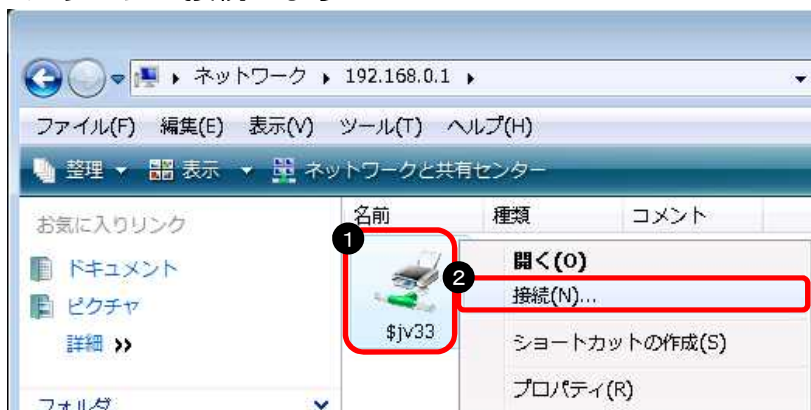 ネットワーク 192.168.0.1
ファイル(F) 編集(E) 表示(V) ツール(T) ヘルプ(H)
整理 表示 ネットワークと共有センター
お気に入りリンク
ドキュメント
ピクチャ
詳細 »
フォルダ
名前 種類 コメント
1
$jv33
2
開く(O)
接続(N)...
ショートカットの作成(S)
プロパティ(R)